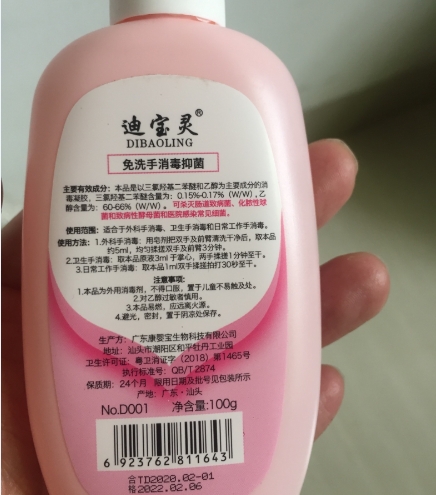 迪宝灵®
DIBAOLING
免洗手消毒抑菌
主要有效成分：本品是以三氯羟基二苯醚和乙醇为主要成分的消
毒凝胶，三氯羟基二苯醚含量为：0.15%-0.17%（W/W），乙
醇含量为：60-66%（W/W）。可杀灭肠道致病菌、化脓性球
菌和致病性酵母菌和医院感染常见细菌。
使用范围：适合于外科手消毒、卫生手消毒和日常工作手消毒。
使用方法：1.外科手消毒：用皂剂把双手及前臂清洗干净后，取本品
约5ml，均匀揉搓双手及前臂3分钟。
2.卫生手消毒：取本品原液3ml于掌心，两手揉搓1分钟至干。
3.日常工作手消毒：取本品1ml双手揉搓拍打30秒至干。
注意事项：
1.本品为外用消毒剂，不得口服，置于儿童不易触及处。
2.对乙醇过敏者慎用。
3.本品易燃，应远离火源。
4.避光，密封，置于阴凉处保存。
生产方：广东康婴宝生物科技有限公司
地址：汕头市潮阳区和平牡丹工业园
卫生许可证：粤卫消证字（2018）第1465号
执行标准号：QB/T 2874
保质期：24个月 限用日期及批号见包装所示
产地：广东·汕头
No.D001 净含量:100g
6 923762 811643
合TD2020.02-01
格2022.02.06